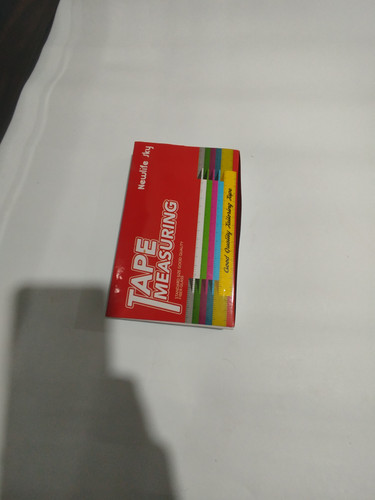 Newlife Sky
TAPE
MEASURING
Good Quality Tailoring Tape